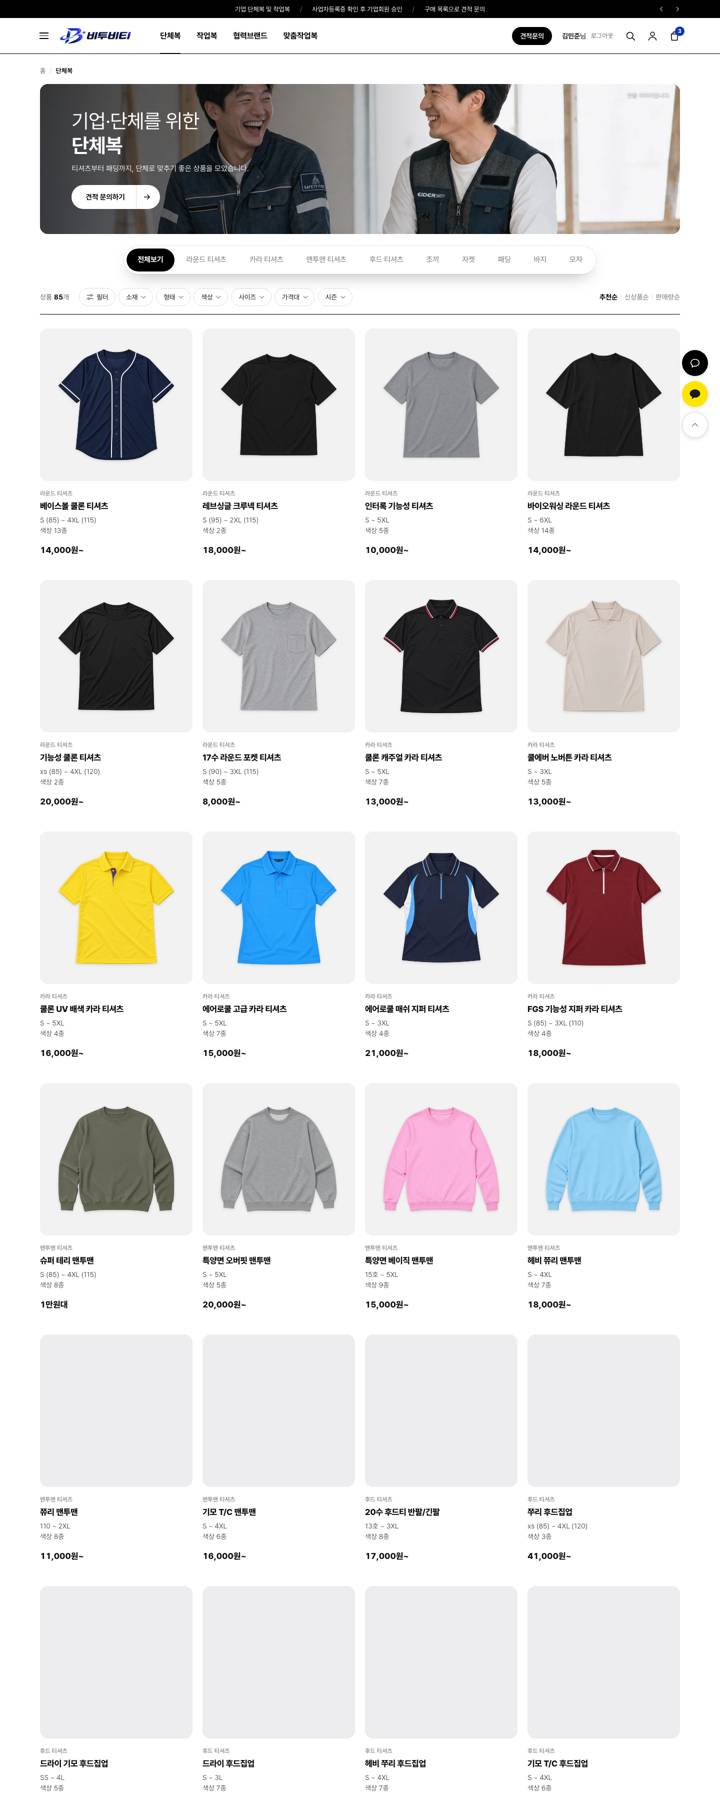 기업 단체복 및 작업복 / 사업자등록증 확인 후 기업회원 승인 / 구매 목록으로 견적 문의
비투비티
단체복 작업복 협력브랜드 맞춤작업복
견적문의 김민준님 로그아웃 3
홈 단체복
기업·단체를 위한
단체복
티셔츠부터 패딩까지, 단체로 맞추기 좋은 상품을 모았습니다.
견적 문의하기
EIDER
전체보기 라운드 티셔츠 카라 티셔츠 맨투맨 티셔츠 후드 티셔츠 조끼 자켓 패딩 바지 모자
상품 85개 필터 소재 형태 색상 사이즈 가격대 시즌
추천순 신상품순 판매량순
라운드 티셔츠
베이스볼 쿨론 티셔츠
S (85) ~ 4XL (115)
색상 13종
14,000원~
라운드 티셔츠
레브싱글 크루넥 티셔츠
S (95) ~ 2XL (115)
색상 2종
18,000원~
라운드 티셔츠
인터록 기능성 티셔츠
S ~ 5XL
색상 5종
10,000원~
라운드 티셔츠
바이오워싱 라운드 티셔츠
S ~ 6XL
색상 14종
14,000원~
라운드 티셔츠
기능성 쿨론 티셔츠
xs (85) ~ 4XL (120)
색상 2종
20,000원~
라운드 티셔츠
17수 라운드 포켓 티셔츠
S (90) ~ 3XL (115)
색상 5종
8,000원~
카라 티셔츠
쿨론 캐주얼 카라 티셔츠
S ~ 5XL
색상 7종
13,000원~
카라 티셔츠
쿨에버 노버튼 카라 티셔츠
S ~ 3XL
색상 5종
13,000원~
카라 티셔츠
쿨론 UV 배색 카라 티셔츠
S ~ 5XL
색상 4종
16,000원~
카라 티셔츠
에어로쿨 고급 카라 티셔츠
S ~ 5XL
색상 7종
15,000원~
카라 티셔츠
에어로쿨 매쉬 지퍼 티셔츠
S ~ 3XL
색상 4종
21,000원~
카라 티셔츠
FGS 기능성 지퍼 카라 티셔츠
S (85) ~ 3XL (110)
색상 4종
18,000원~
맨투맨 티셔츠
슈퍼 테리 맨투맨
S (85) ~ 4XL (115)
색상 8종
1만원대
맨투맨 티셔츠
특양면 오버핏 맨투맨
S ~ 5XL
색상 5종
20,000원~
맨투맨 티셔츠
특양면 베이직 맨투맨
15호 ~ 5XL
색상 9종
15,000원~
맨투맨 티셔츠
헤비 쮸리 맨투맨
S ~ 4XL
색상 7종
18,000원~
맨투맨 티셔츠
쮸리 맨투맨
110 ~ 2XL
색상 8종
11,000원~
맨투맨 티셔츠
기모 T/C 맨투맨
S ~ 4XL
색상 6종
16,000원~
후드 티셔츠
20수 후드티 반팔/긴팔
13호 ~ 3XL
색상 8종
17,000원~
후드 티셔츠
쭈리 후드집업
xs (85) ~ 4XL (120)
색상 3종
41,000원~
후드 티셔츠
드라이 기모 후드집업
SS ~ 4L
색상 5종
후드 티셔츠
드라이 후드집업
S ~ 3L
색상 7종
후드 티셔츠
헤비 쭈리 후드집업
S ~ 4XL
색상 7종
후드 티셔츠
기모 T/C 후드집업
S ~ 4XL
색상 6종